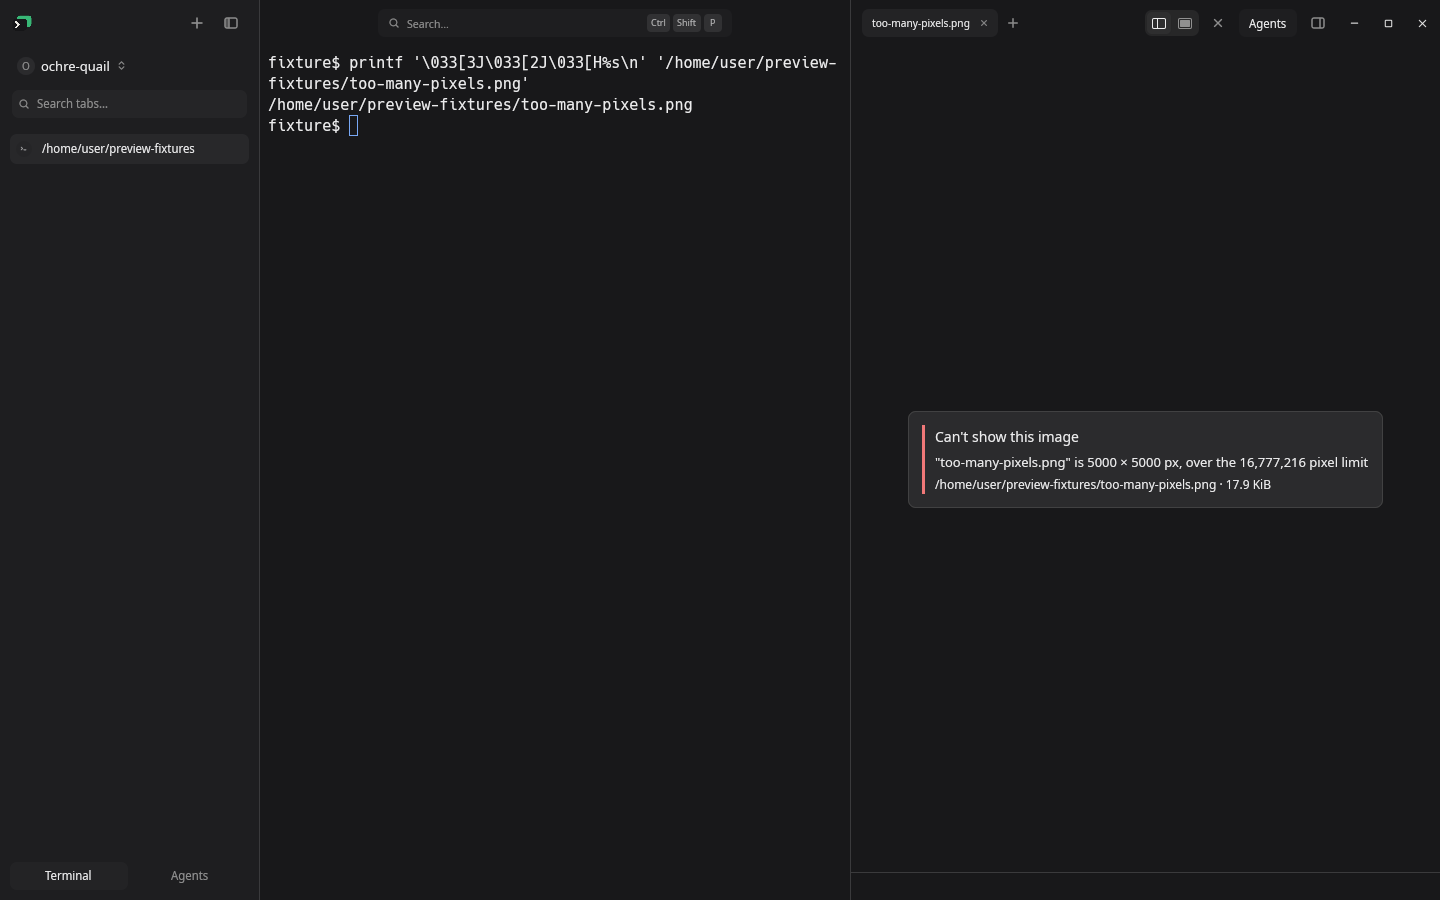 O ochre-quail
Search tabs...
/home/user/preview-fixtures
Terminal
Agents
Search...
Ctrl Shift P
fixture$ printf '\033[3J\033[2J\033[H%s\n' '/home/user/preview-
fixtures/too-many-pixels.png'
/home/user/preview-fixtures/too-many-pixels.png
fixture$
too-many-pixels.png
Agents
Can't show this image
"too-many-pixels.png" is 5000 × 5000 px, over the 16,777,216 pixel limit
/home/user/preview-fixtures/too-many-pixels.png · 17.9 KiB